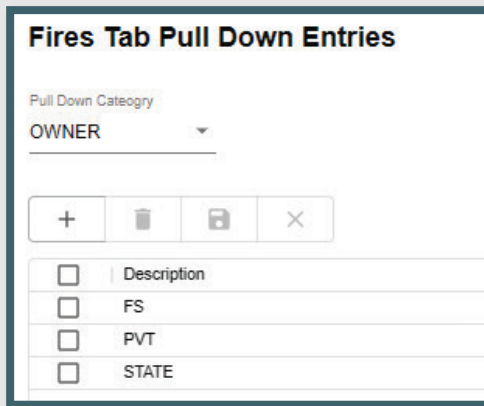 Fires Tab Pull Down Entries
Pull Down Cateogry
OWNER
Description
FS
PVT
STATE